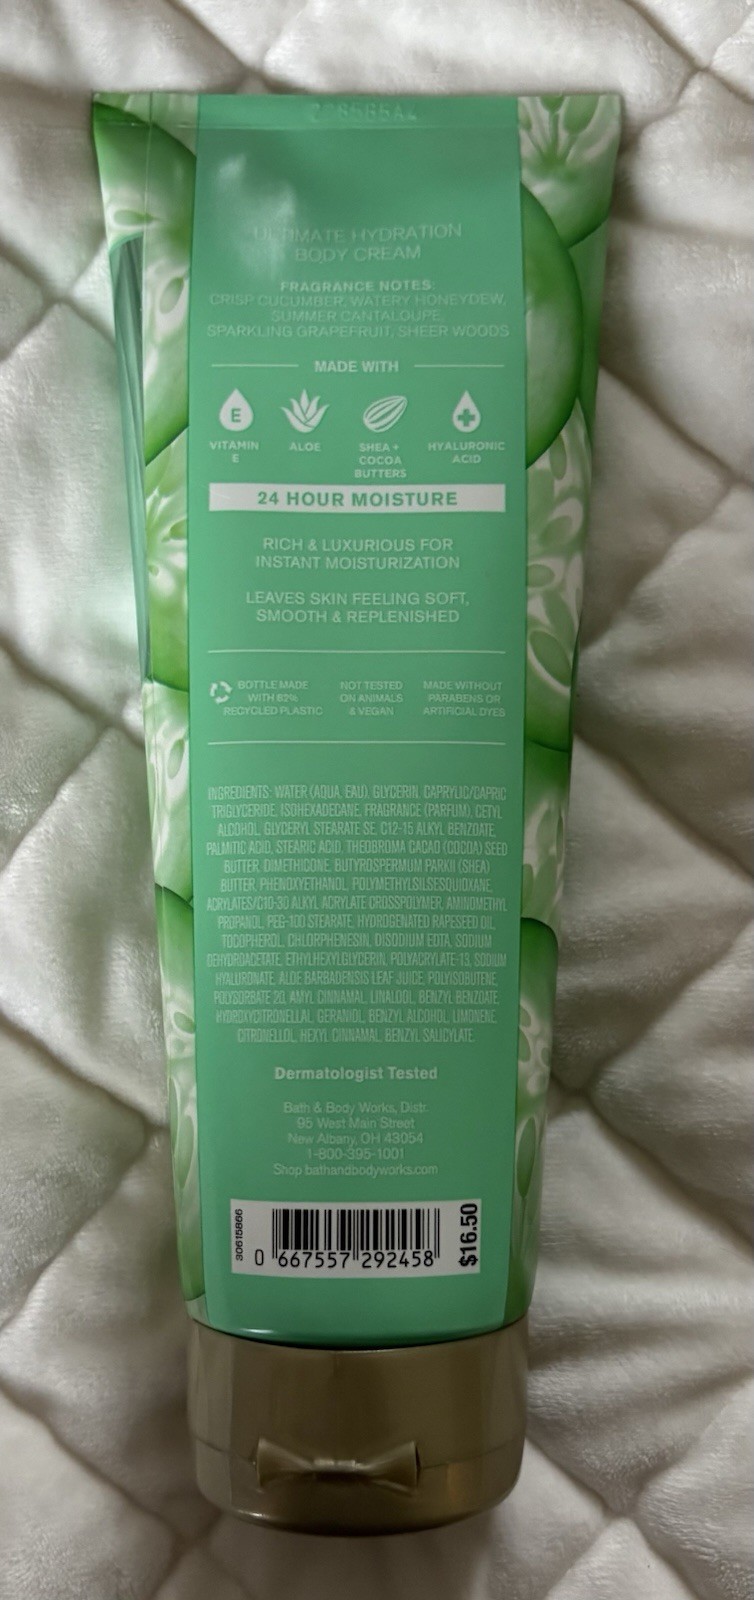 ULTIMATE HYDRATION
BODY CREAM
FRAGRANCE NOTES:
CRISP CUCUMBER, WATERY HONEYDEW,
SUMMER CANTALOUPE,
SPARKLING GRAPEFRUIT, SHEER WOODS
MADE WITH
E
VITAMIN
E
ALOE
SHEA +
COCOA
BUTTERS
HYALURONIC
ACID
24 HOUR MOISTURE
RICH & LUXURIOUS FOR
INSTANT MOISTURIZATION
LEAVES SKIN FEELING SOFT,
SMOOTH & REPLENISHED
BOTTLE MADE
WITH 62%
RECYCLED PLASTIC
NOT TESTED
ON ANIMALS
& VEGAN
MADE WITHOUT
PARABENS OR
ARTIFICIAL DYES
INGREDIENTS: WATER (AQUA, EAU), GLYCERIN, CAPRYLIC/CAPRIC
TRIGLYCERIDE, ISOHEXADECANE, FRAGRANCE (PARFUM), CETYL
ALCOHOL, GLYCERYL STEARATE SE, C12-15 ALKYL BENZOATE,
PALMITIC ACID, STEARIC ACID, THEOBROMA CACAO (COCOA) SEED
BUTTER, DIMETHICONE, BUTYROSPERMUM PARKII (SHEA)
BUTTER, PHENOXYETHANOL, POLYMETHYLSILSESQUIOXANE,
ACRYLATES/C10-30 ALKYL ACRYLATE CROSSPOLYMER, AMINOMETHYL
PROPANOL, PEG-100 STEARATE, HYDROGENATED RAPESEED OIL,
TOCOPHEROL, CHLORPHENESIN, DISODIUM EDTA, SODIUM
DEHYDROACETATE, ETHYLHEXYLGLYCERIN, POLYACRYLATE-13, SODIUM
HYALURONATE, ALOE BARBADENSIS LEAF JUICE, POLYISOBUTENE,
POLYSORBATE 20, AMYL CINNAMAL, LINALOOL, BENZYL BENZOATE,
HYDROXYCITRONELLAL, GERANIOL, BENZYL ALCOHOL, LIMONENE,
CITRONELLOL, HEXYL CINNAMAL, BENZYL SALICYLATE.
Dermatologist Tested
Bath & Body Works, Distr.
95 West Main Street
New Albany, OH 43054
1-800-395-1001
Shop bathandbodyworks.com
30615866
0 667557 292458
$16.50